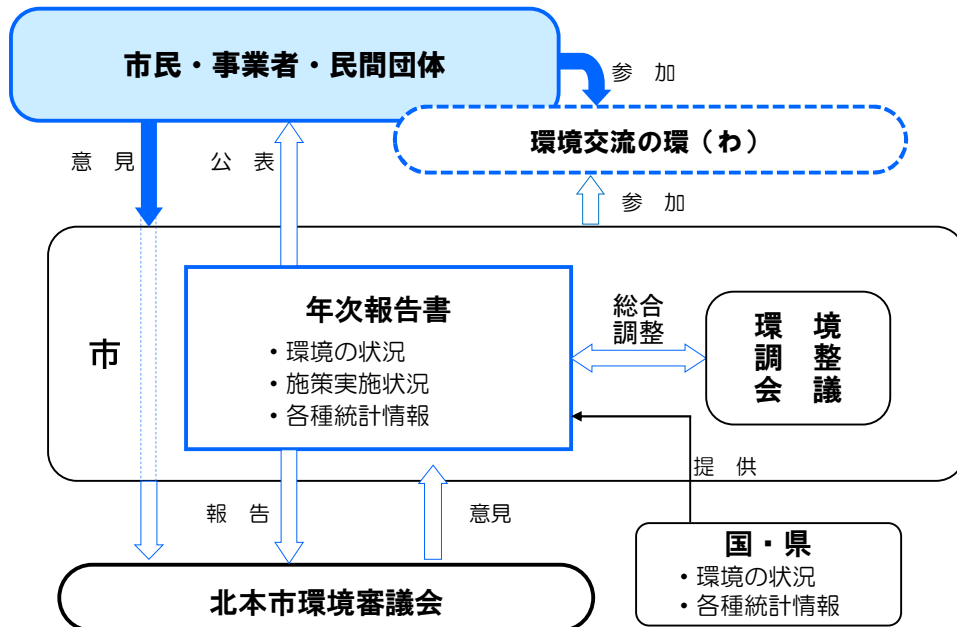 市民・事業者・民間団体
参　加
環境交流の環（わ）
意　見
公　表
参　加
市
年次報告書
・環境の状況
・施策実施状況
・各種統計情報
総合
調整
環　境
調　整
会　議
提　供
報　告
意見
国・県
・環境の状況
・各種統計情報
北本市環境審議会